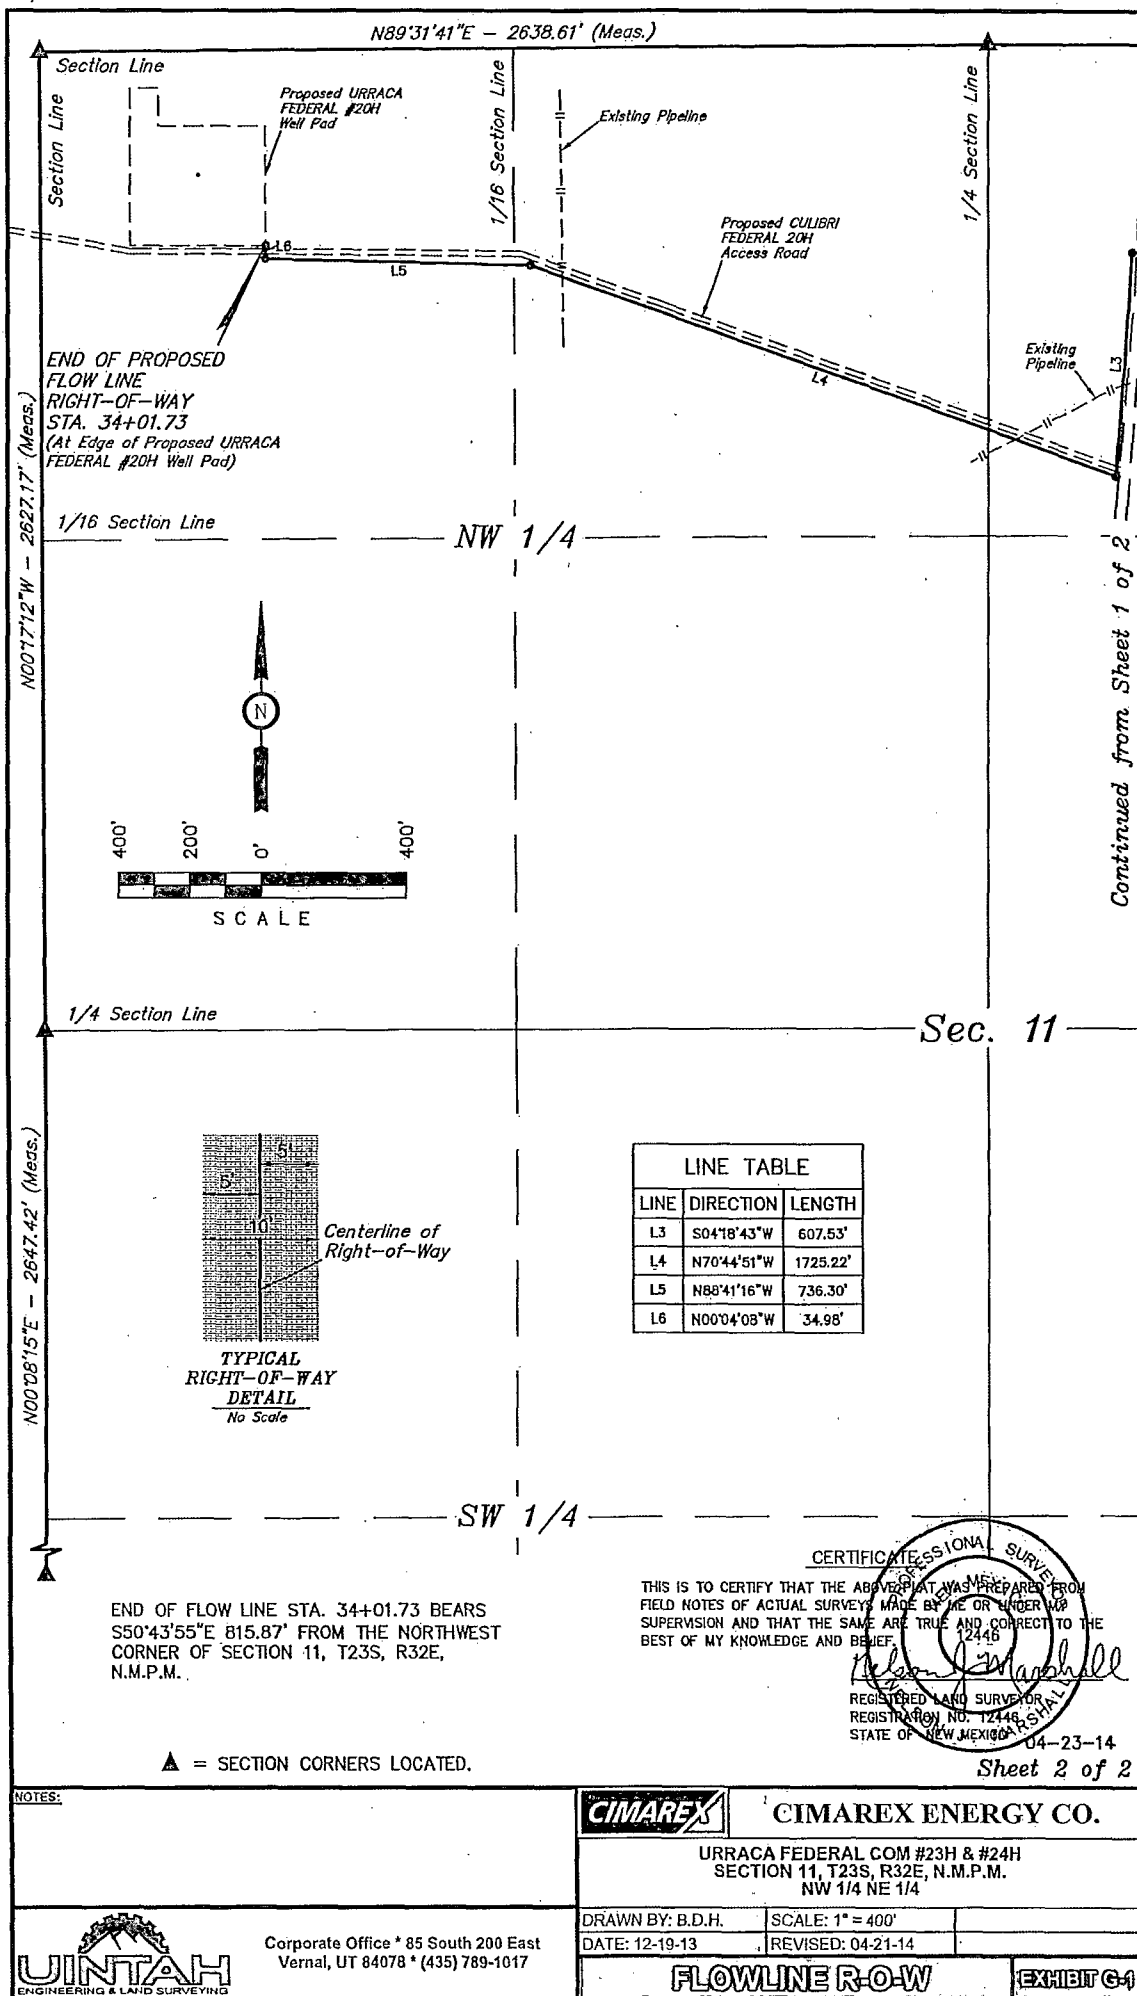 N89°31'41"E - 2638.61' (Meas.)
Section Line
Section Line
Proposed URRACA
FEDERAL #20H
Well Pad
1/16 Section Line
Existing Pipeline
1/4 Section Line
Proposed CULIBRI
FEDERAL 20H
Access Road
L6
L5
L4
Existing
Pipeline
L3
END OF PROPOSED
FLOW LINE
RIGHT-OF-WAY
STA. 34+01.73
(At Edge of Proposed URRACA
FEDERAL #20H Well Pad)
N00°17'12"W - 2627.17' (Meas.)
1/16 Section Line
NW 1/4
Continued from Sheet 1 of 2
N
400'
200'
0'
400'
SCALE
1/4 Section Line
Sec. 11
N00°08'15"E - 2647.42' (Meas.)
5'
5'
10'
Centerline of
Right-of-Way
TYPICAL
RIGHT-OF-WAY
DETAIL
No Scale
LINE TABLE
LINE DIRECTION LENGTH
L3 S04°18'43"W 607.53'
L4 N70°44'51"W 1725.22'
L5 N88°41'16"W 736.30'
L6 N00°04'08"W 34.98'
SW 1/4
CERTIFICATE
THIS IS TO CERTIFY THAT THE ABOVE PLAT WAS PREPARED FROM
FIELD NOTES OF ACTUAL SURVEYS MADE BY ME OR UNDER MY
SUPERVISION AND THAT THE SAME ARE TRUE AND CORRECT TO THE
BEST OF MY KNOWLEDGE AND BELIEF.
PROFESSIONAL SURVEYOR
NEW MEXICO
12446
NELSON J. MARSHALL
Nelson J Marshall
REGISTERED LAND SURVEYOR
REGISTRATION NO. 12446
STATE OF NEW MEXICO
04-23-14
Sheet 2 of 2
END OF FLOW LINE STA. 34+01.73 BEARS
S50°43'55"E 815.87' FROM THE NORTHWEST
CORNER OF SECTION 11, T23S, R32E,
N.M.P.M.
= SECTION CORNERS LOCATED.
NOTES:
CIMAREX
CIMAREX ENERGY CO.
URRACA FEDERAL COM #23H & #24H
SECTION 11, T23S, R32E, N.M.P.M.
NW 1/4 NE 1/4
DRAWN BY: B.D.H. SCALE: 1" = 400'
DATE: 12-19-13 REVISED: 04-21-14
FLOWLINE R-O-W
EXHIBIT G-1
UINTAH
ENGINEERING & LAND SURVEYING
Corporate Office * 85 South 200 East
Vernal, UT 84078 * (435) 789-1017